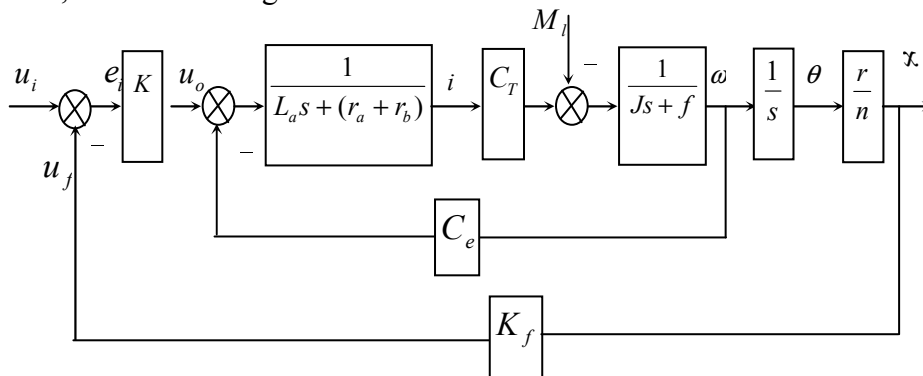 M_l
u_i
e_i
K
u_o
1
L_a s + (r_a + r_b)
i
C_T
1
Js + f
ω
1
s
θ
r
n
x
−
−
−
u_f
C_e
K_f